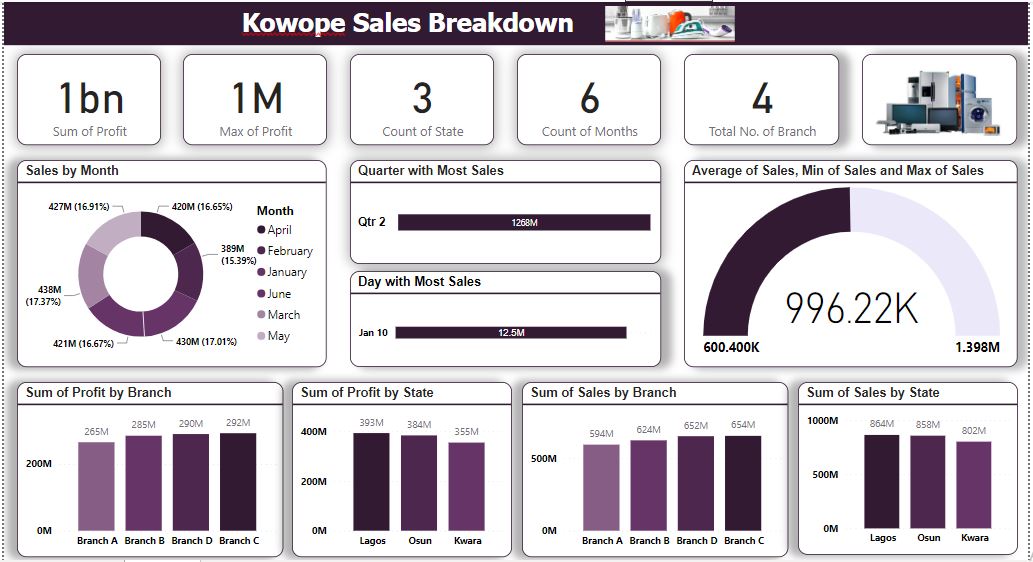 Kowope Sales Breakdown
1bn
Sum of Profit
1M
Max of Profit
3
Count of State
6
Count of Months
4
Total No. of Branch
Sales by Month
427M (16.91%)
420M (16.65%)
389M
(15.39%)
438M
(17.37%)
421M (16.67%)
430M (17.01%)
Month
April
February
January
June
March
May
Quarter with Most Sales
Qtr 2
1268M
Day with Most Sales
Jan 10
12.5M
Average of Sales, Min of Sales and Max of Sales
996.22K
600.400K
1.398M
Sum of Profit by Branch
265M
285M
290M
292M
200M
0M
Branch A
Branch B
Branch D
Branch C
Sum of Profit by State
393M
384M
355M
400M
200M
0M
Lagos
Osun
Kwara
Sum of Sales by Branch
594M
624M
652M
654M
500M
0M
Branch A
Branch B
Branch D
Branch C
Sum of Sales by State
1000M
864M
858M
802M
500M
0M
Lagos
Osun
Kwara